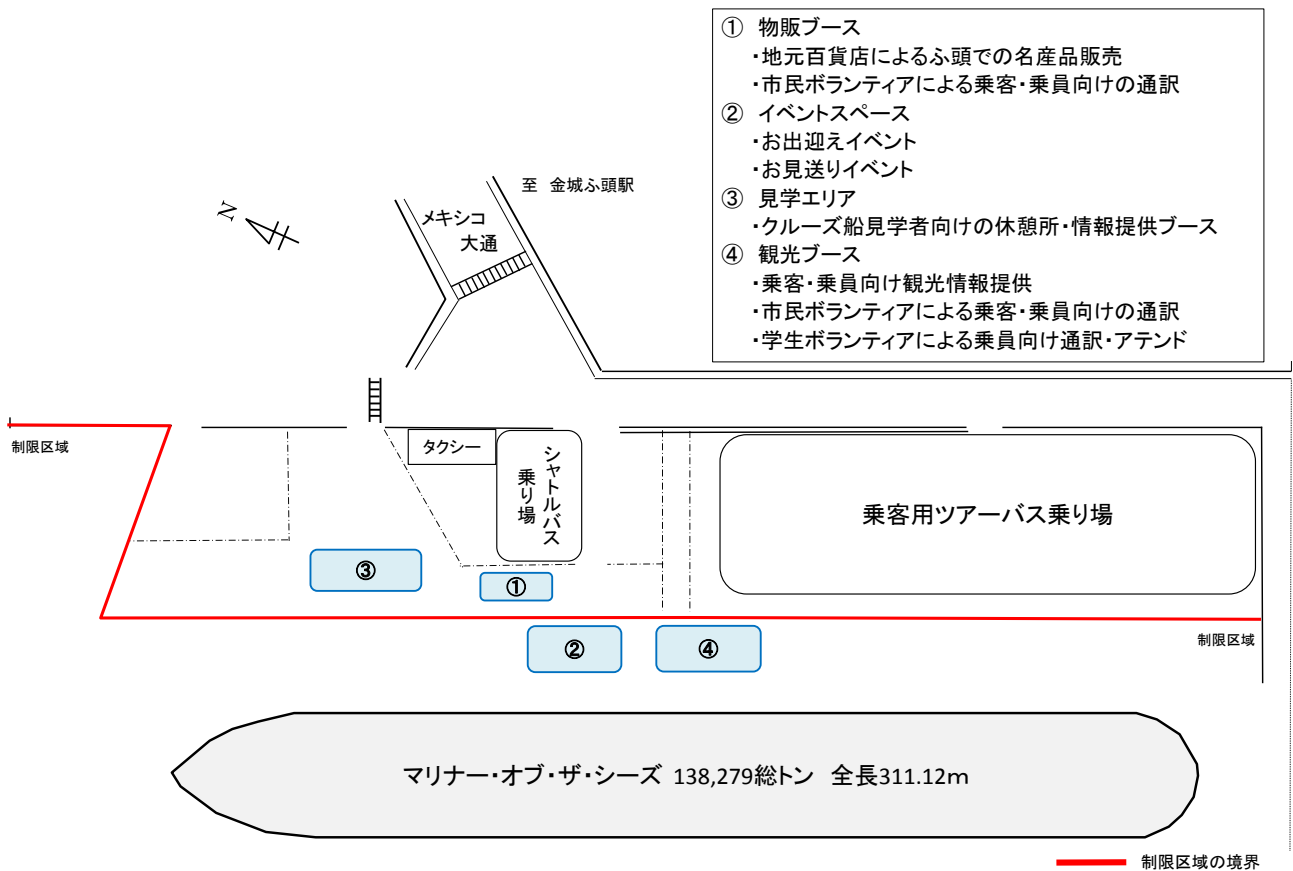 ① 物販ブース
・地元百貨店によるふ頭での名産品販売
・市民ボランティアによる乗客・乗員向けの通訳
② イベントスペース
・お出迎えイベント
・お見送りイベント
③ 見学エリア
・クルーズ船見学者向けの休憩所・情報提供ブース
④ 観光ブース
・乗客・乗員向け観光情報提供
・市民ボランティアによる乗客・乗員向けの通訳
・学生ボランティアによる乗員向け通訳・アテンド
至 金城ふ頭駅
N
メキシコ
大通
制限区域
タクシー
シャトルバス
乗り場
乗客用ツアーバス乗り場
③
①
②
④
制限区域
マリナー・オブ・ザ・シーズ 138,279総トン 全長311.12m
制限区域の境界